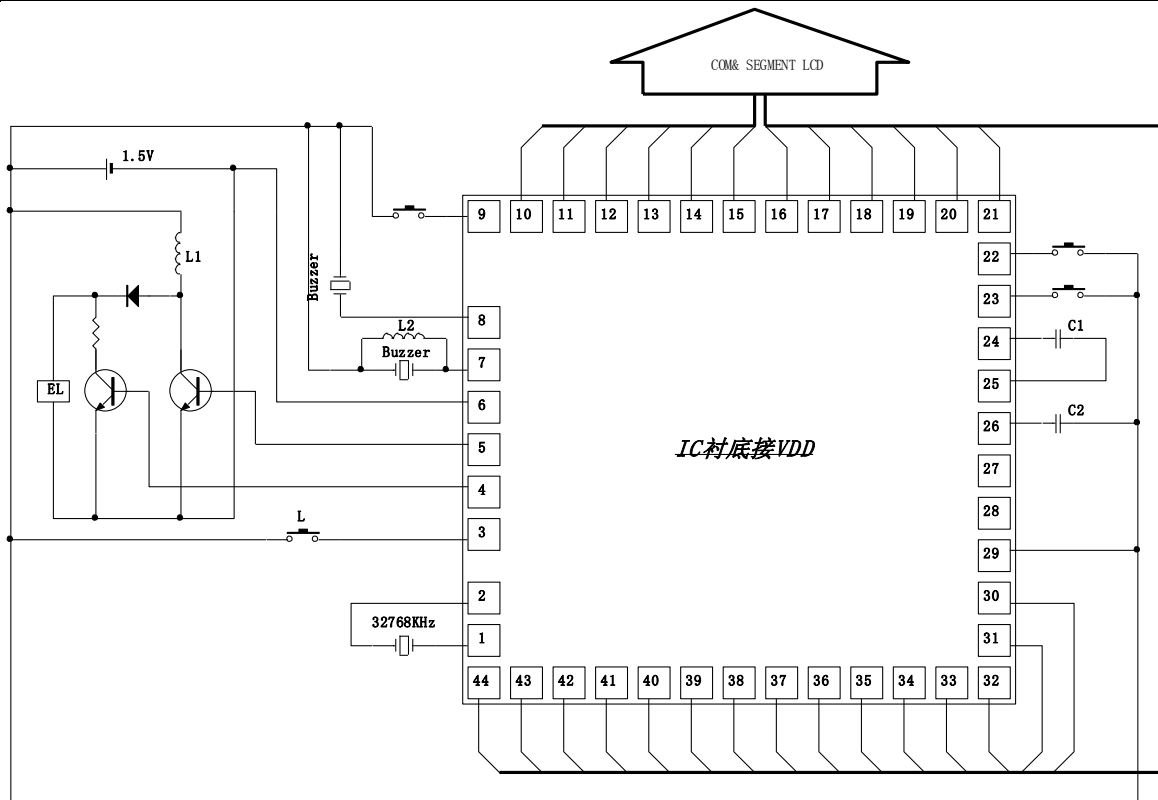 COM& SEGMENT LCD
1.5V
9 10 11 12 13 14 15 16 17 18 19 20 21
22
L1
Buzzer
23
8
L2
C1
24
Buzzer
7
25
EL
6
C2
26
5
IC衬底接VDD
27
4
28
L
3
29
2
30
32768KHz
1
31
44 43 42 41 40 39 38 37 36 35 34 33 32